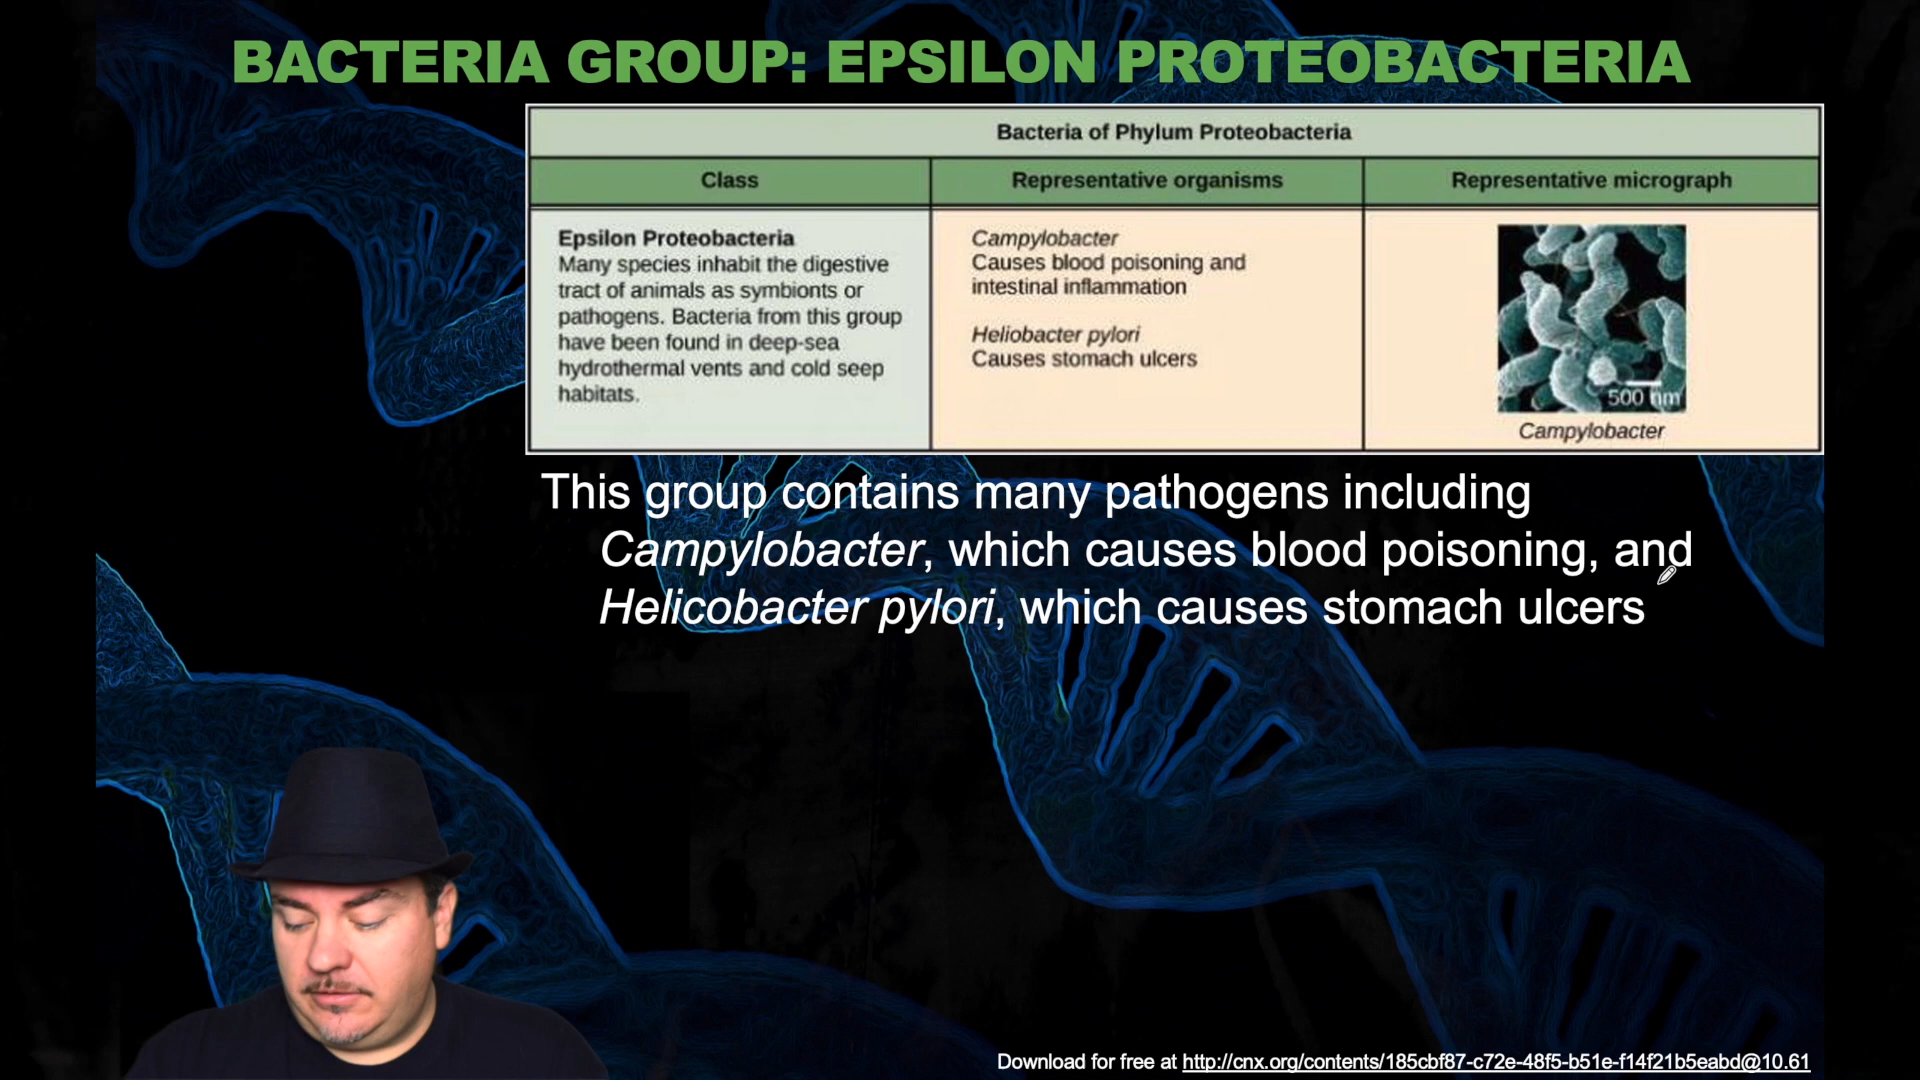 BACTERIA GROUP: EPSILON PROTEOBACTERIA
Bacteria of Phylum Proteobacteria
Class
Representative organisms
Representative micrograph
Epsilon Proteobacteria
Many species inhabit the digestive
tract of animals as symbionts or
pathogens. Bacteria from this group
have been found in deep-sea
hydrothermal vents and cold seep
habitats.
Campylobacter
Causes blood poisoning and
intestinal inflammation
Heliobacter pylori
Causes stomach ulcers
500 nm
Campylobacter
This group contains many pathogens including
Campylobacter, which causes blood poisoning, and
Helicobacter pylori, which causes stomach ulcers
Download for free at http://cnx.org/contents/185cbf87-c72e-48f5-b51e-f14f21b5eabd@10.61